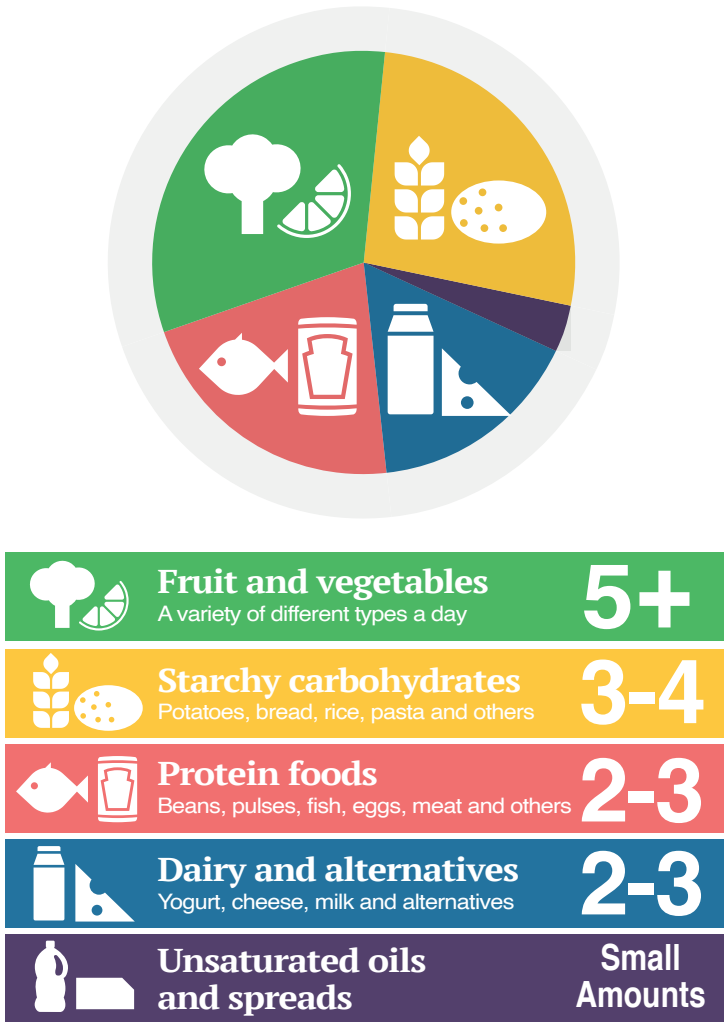 Fruit and vegetables
A variety of different types a day
5+
Starchy carbohydrates
Potatoes, bread, rice, pasta and others
3-4
Protein foods
Beans, pulses, fish, eggs, meat and others
2-3
Dairy and alternatives
Yogurt, cheese, milk and alternatives
2-3
Unsaturated oils
and spreads
Small
Amounts